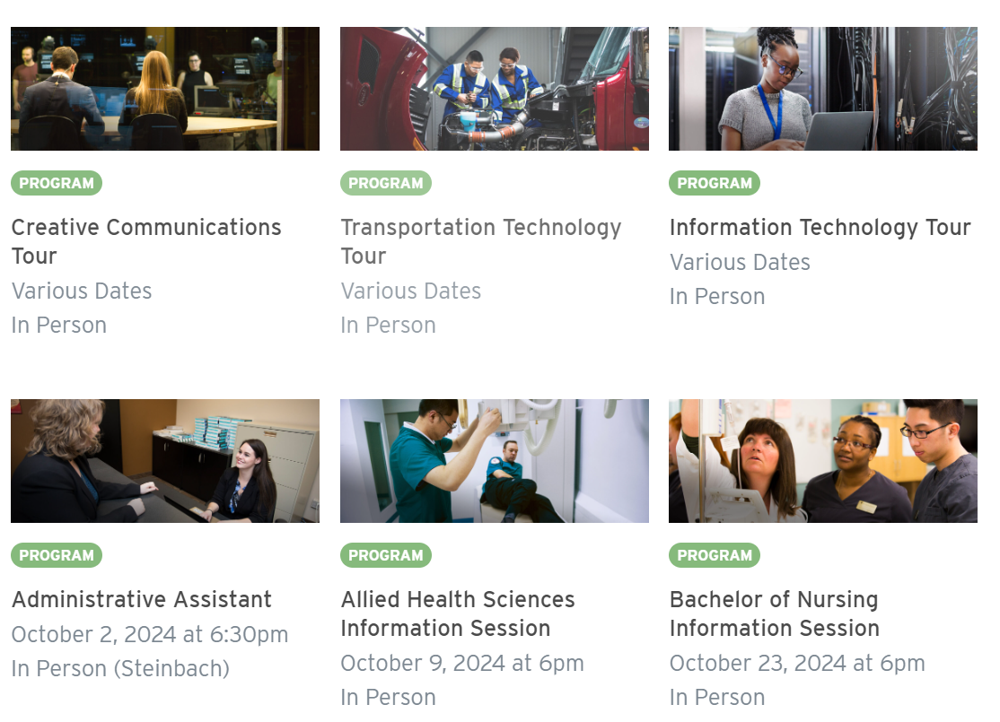 PROGRAM
Creative Communications
Tour
Various Dates
In Person
PROGRAM
Transportation Technology
Tour
Various Dates
In Person
PROGRAM
Information Technology Tour
Various Dates
In Person
PROGRAM
Administrative Assistant
October 2, 2024 at 6:30pm
In Person (Steinbach)
PROGRAM
Allied Health Sciences
Information Session
October 9, 2024 at 6pm
In Person
PROGRAM
Bachelor of Nursing
Information Session
October 23, 2024 at 6pm
In Person